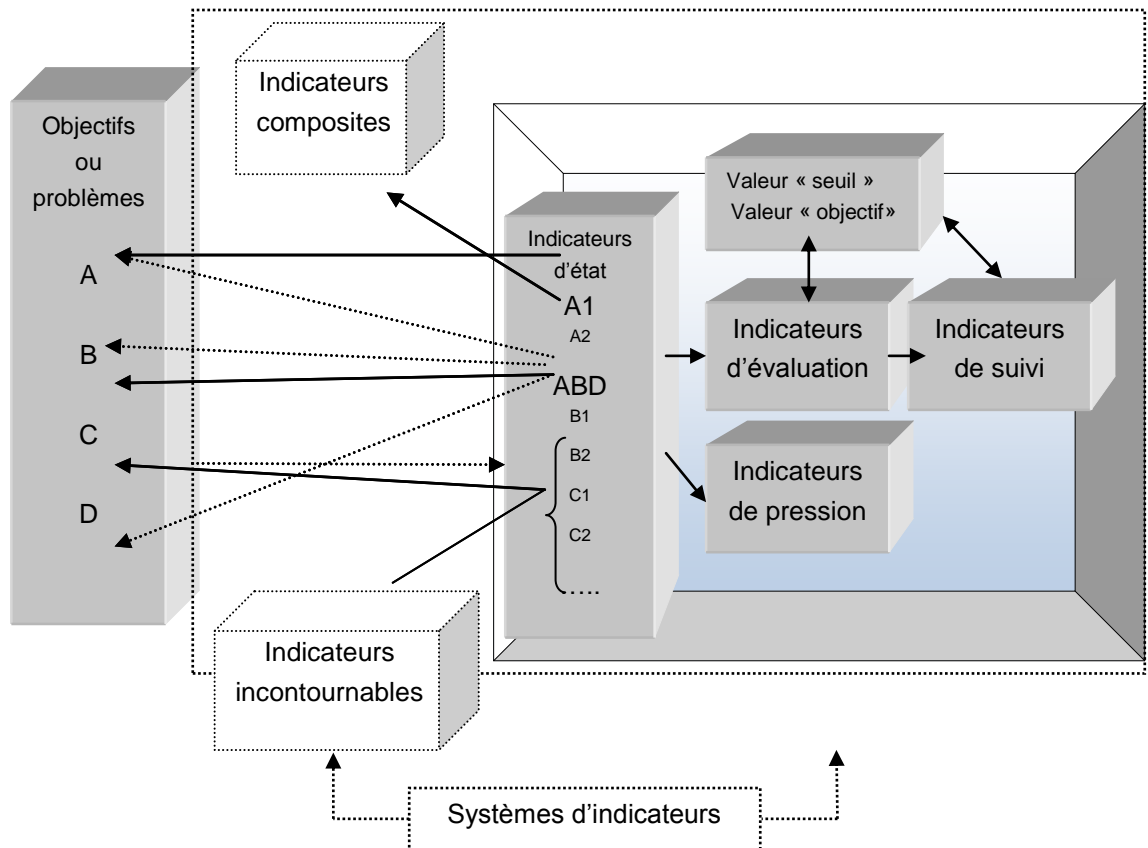 Objectifs
ou
problèmes
A
B
C
D
Indicateurs
composites
Indicateurs
d’état
A1
A2
ABD
B1
B2
C1
C2
….
Valeur « seuil »
Valeur « objectif»
Indicateurs
d’évaluation
Indicateurs
de suivi
Indicateurs
de pression
Indicateurs
incontournables
Systèmes d’indicateurs